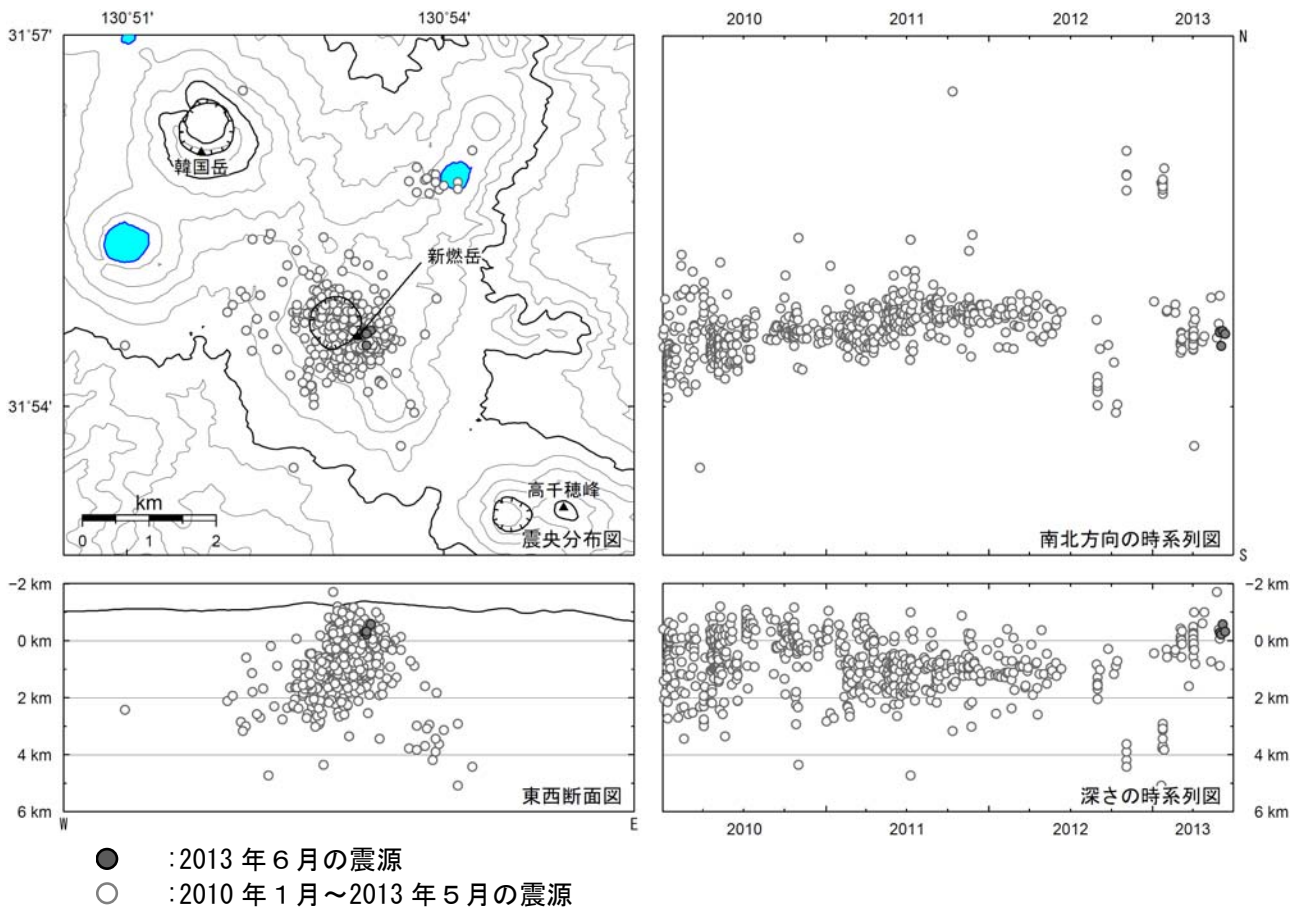 130°51' 130°54'
31°57'
韓国岳
新燃岳
31°54'
km
0 1 2
高千穂峰
震央分布図
2010 2011 2012 2013
N
南北方向の時系列図
S
-2 km
0 km
2 km
4 km
6 km
東西断面図
W E
-2 km
0 km
2 km
4 km
6 km
深さの時系列図
2010 2011 2012 2013
:2013 年６月の震源
:2010 年１月～2013 年５月の震源